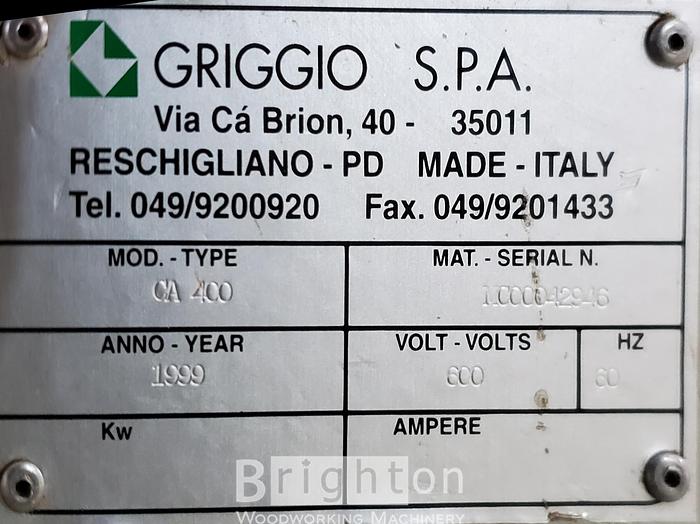 GRIGGIO S.P.A.
Via Cá Brion, 40 - 35011
RESCHIGLIANO - PD MADE - ITALY
Tel. 049/9200920 Fax. 049/9201433
MOD. - TYPE MAT. - SERIAL N.
CA 400
ANNO - YEAR VOLT - VOLTS HZ
1999 600 60
Kw AMPERE
Brighton
WOODWORKING MACHINERY